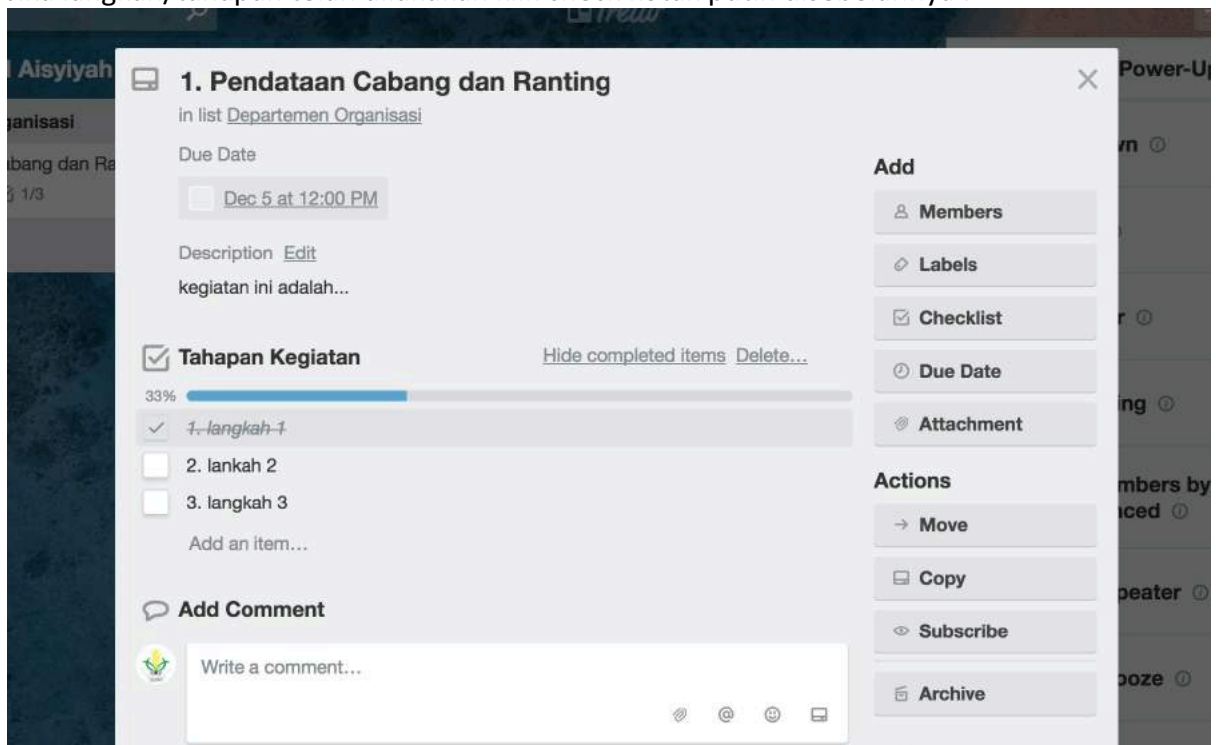 Trello
Aisyiyah
ganisasi
abang dan Ra
1/3
1. Pendataan Cabang dan Ranting
in list Departemen Organisasi
Due Date
Dec 5 at 12:00 PM
Description Edit
kegiatan ini adalah...
Tahapan Kegiatan
Hide completed items Delete...
33%
1. langkah 1
2. lankah 2
3. langkah 3
Add an item...
Add Comment
Write a comment...
Add
Members
Labels
Checklist
Due Date
Attachment
Actions
Move
Copy
Subscribe
Archive
Power-Up
wn
r
ing
mbers by
nced
peater
ooze